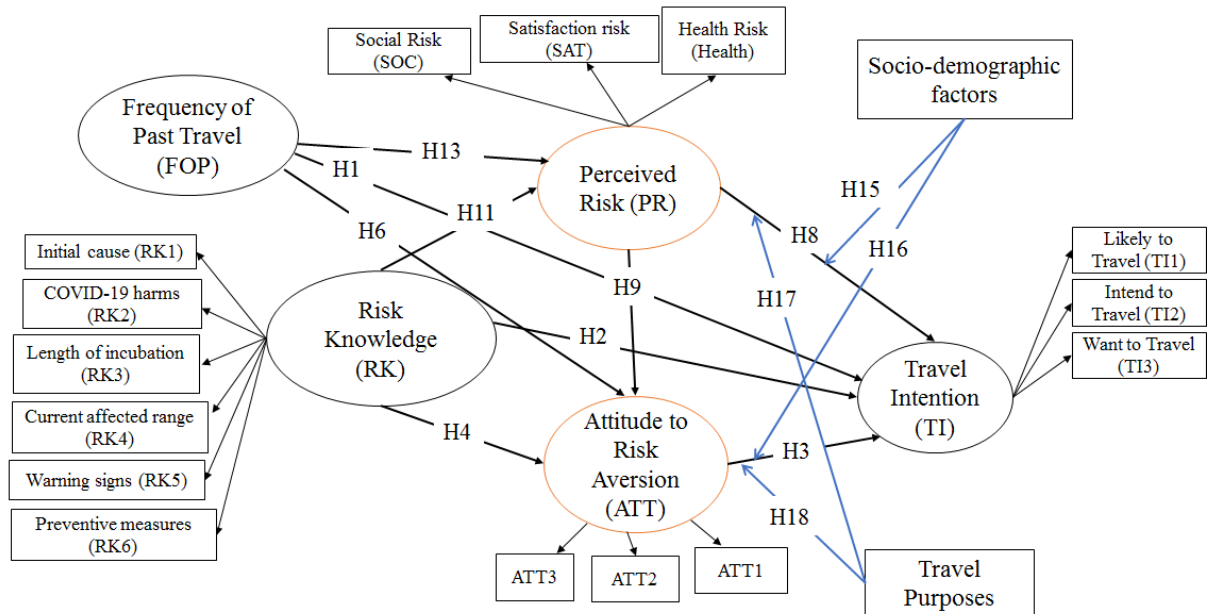 Social Risk
(SOC)
Satisfaction risk
(SAT)
Health Risk
(Health)
Socio-demographic
factors
Frequency of
Past Travel
(FOP)
H13
H1
H6
H11
Perceived
Risk (PR)
H15
H8
H16
H17
H9
Initial cause (RK1)
COVID-19 harms
(RK2)
Length of incubation
(RK3)
Current affected range
(RK4)
Warning signs (RK5)
Preventive measures
(RK6)
Risk
Knowledge
(RK)
H2
H4
Likely to
Travel (TI1)
Intend to
Travel (TI2)
Want to Travel
(TI3)
Travel
Intention
(TI)
Attitude to
Risk
Aversion
(ATT)
H3
H18
ATT3
ATT2
ATT1
Travel
Purposes